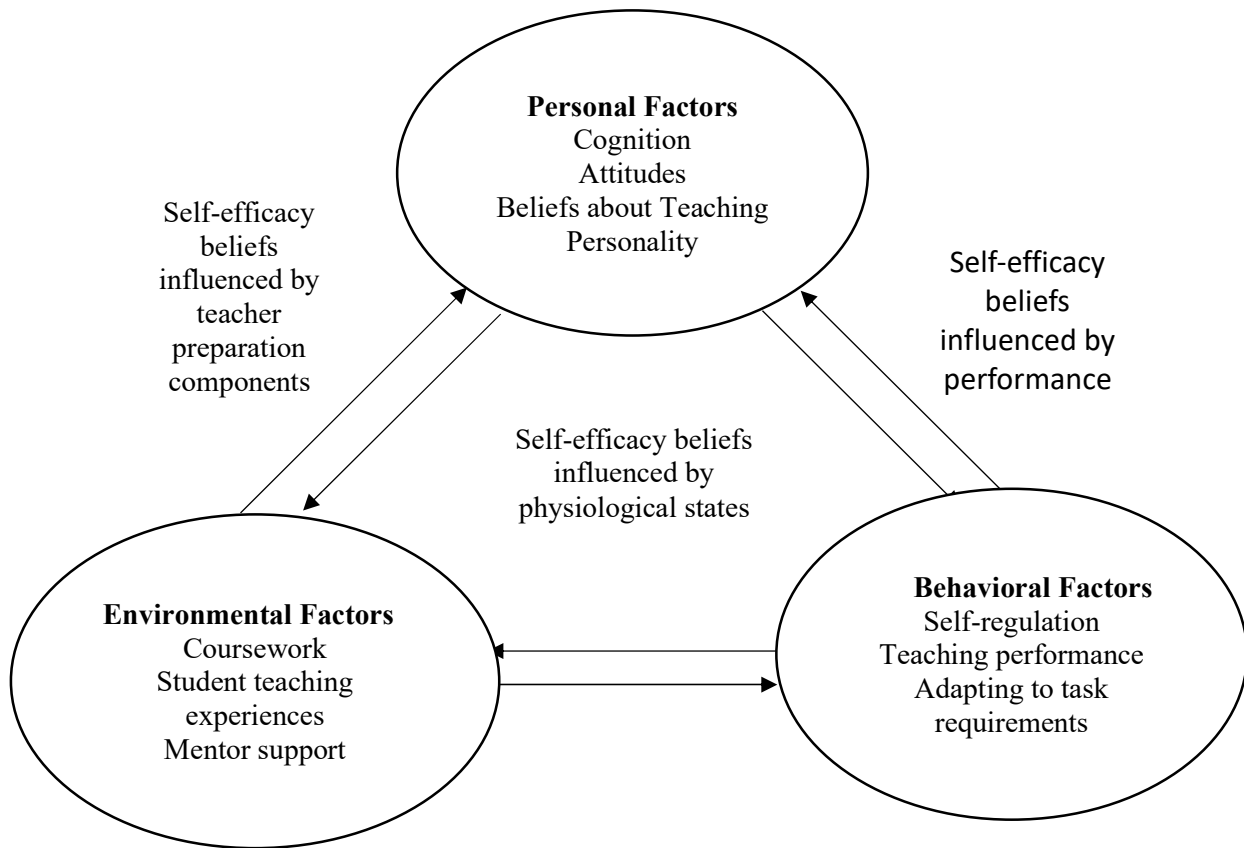 Personal Factors
Cognition
Attitudes
Beliefs about Teaching
Personality
Self-efficacy
beliefs
influenced by
teacher
preparation
components
Self-efficacy
beliefs
influenced by
performance
Self-efficacy beliefs
influenced by
physiological states
Environmental Factors
Coursework
Student teaching
experiences
Mentor support
Behavioral Factors
Self-regulation
Teaching performance
Adapting to task
requirements